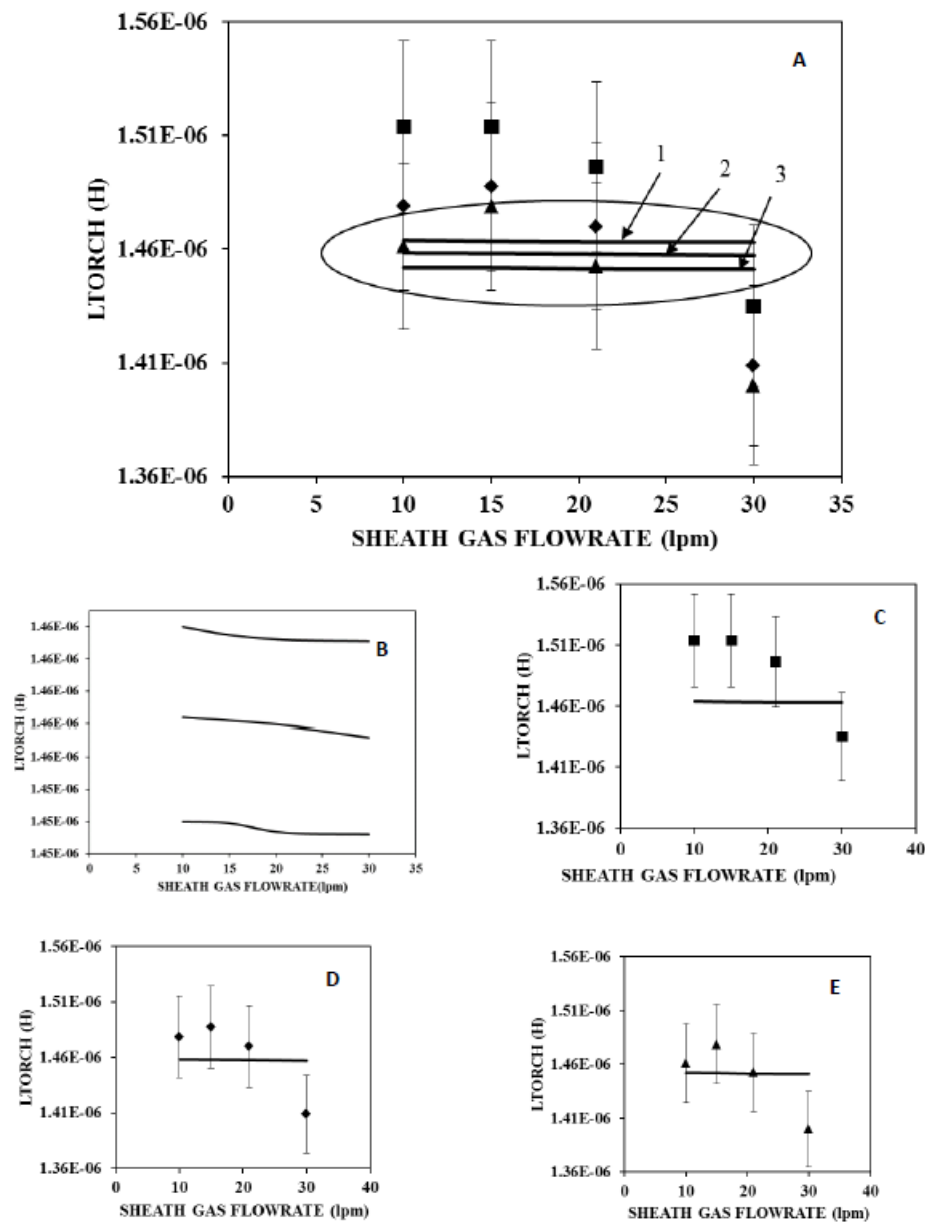 A
1.56E-06
1.51E-06
1.46E-06
1.41E-06
1.36E-06
LTORCH (H)
1
2
3
0 5 10 15 20 25 30 35
SHEATH GAS FLOWRATE (lpm)
B
1.46E-06
1.46E-06
1.46E-06
1.46E-06
1.46E-06
1.45E-06
1.45E-06
1.45E-06
LTORCH (H)
0 5 10 15 20 25 30 35
SHEATH GAS FLOWRATE(lpm)
C
1.56E-06
1.51E-06
1.46E-06
1.41E-06
1.36E-06
LTORCH (H)
0 10 20 30 40
SHEATH GAS FLOWRATE (lpm)
D
1.56E-06
1.51E-06
1.46E-06
1.41E-06
1.36E-06
LTORCH (H)
0 10 20 30 40
SHEATH GAS FLOWRATE (lpm)
E
1.56E-06
1.51E-06
1.46E-06
1.41E-06
1.36E-06
LTORCH (H)
0 10 20 30 40
SHEATH GAS FLOWRATE (lpm)